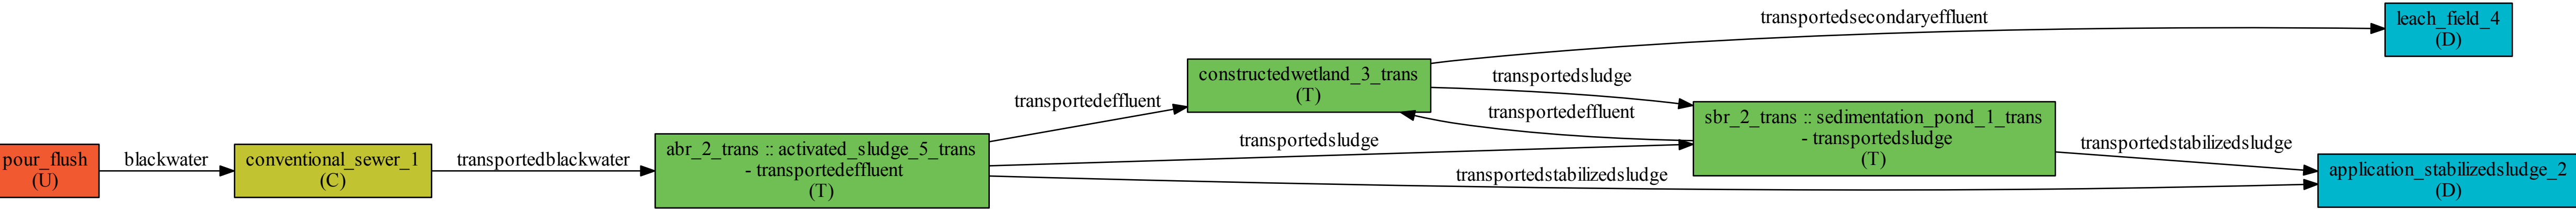 pour_flush
(U)
blackwater
conventional_sewer_1
(C)
transportedblackwater
abr_2_trans :: activated_sludge_5_trans
- transportedeffluent
(T)
transportedeffluent
transportedsludge
transportedstabilizedsludge
constructedwetland_3_trans
(T)
transportedsecondaryeffluent
transportedsludge
transportedeffluent
sbr_2_trans :: sedimentation_pond_1_trans
- transportedsludge
(T)
transportedstabilizedsludge
leach_field_4
(D)
application_stabilizedsludge_2
(D)